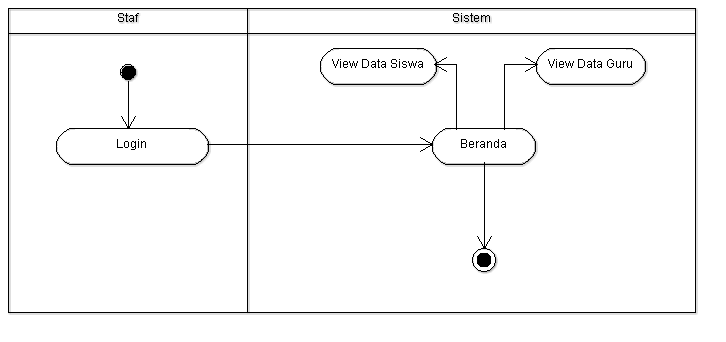 Staf
Sistem
View Data Siswa
View Data Guru
Login
Beranda